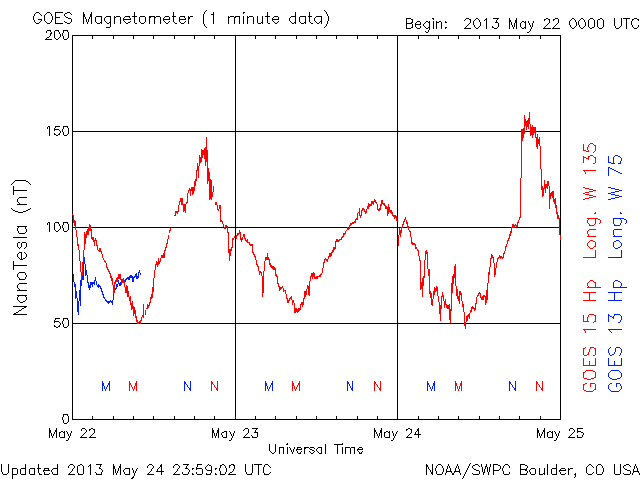 GOES Magnetometer (1 minute data)
Begin: 2013 May 22 0000 UTC
200
150
100
50
0
NanoTesla (nT)
M M N N M M N N M M N N
May 22 May 23 May 24 May 25
Universal Time
GOES 15 Hp Long. W 135
GOES 13 Hp Long. W 75
Updated 2013 May 24 23:59:02 UTC
NOAA/SWPC Boulder, CO USA